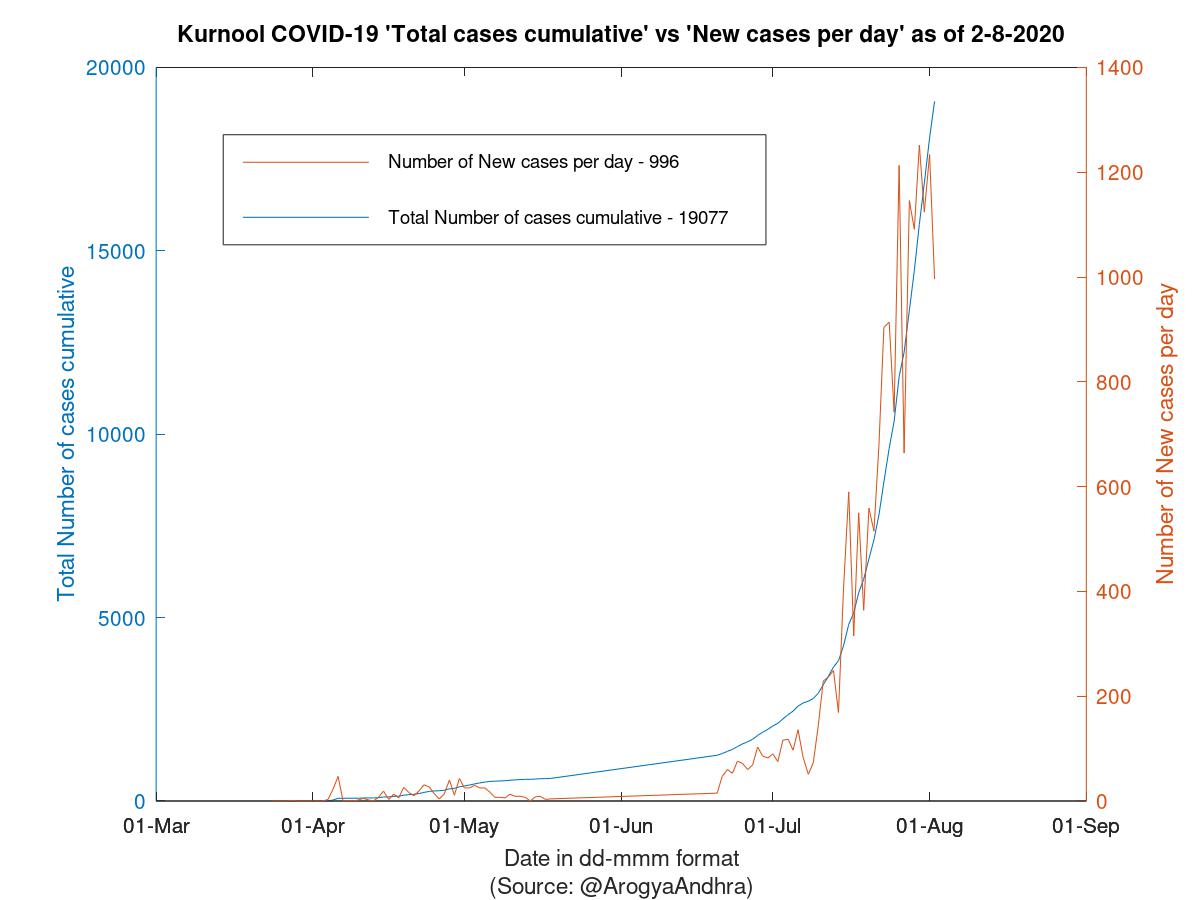 Kurnool COVID-19 'Total cases cumulative' vs 'New cases per day' as of 2-8-2020
20000
15000
10000
5000
0
Total Number of cases cumulative
Number of New cases per day - 996
Total Number of cases cumulative - 19077
1400
1200
1000
800
600
400
200
0
Number of New cases per day
01-Mar 01-Apr 01-May 01-Jun 01-Jul 01-Aug 01-Sep
Date in dd-mmm format
(Source: @ArogyaAndhra)